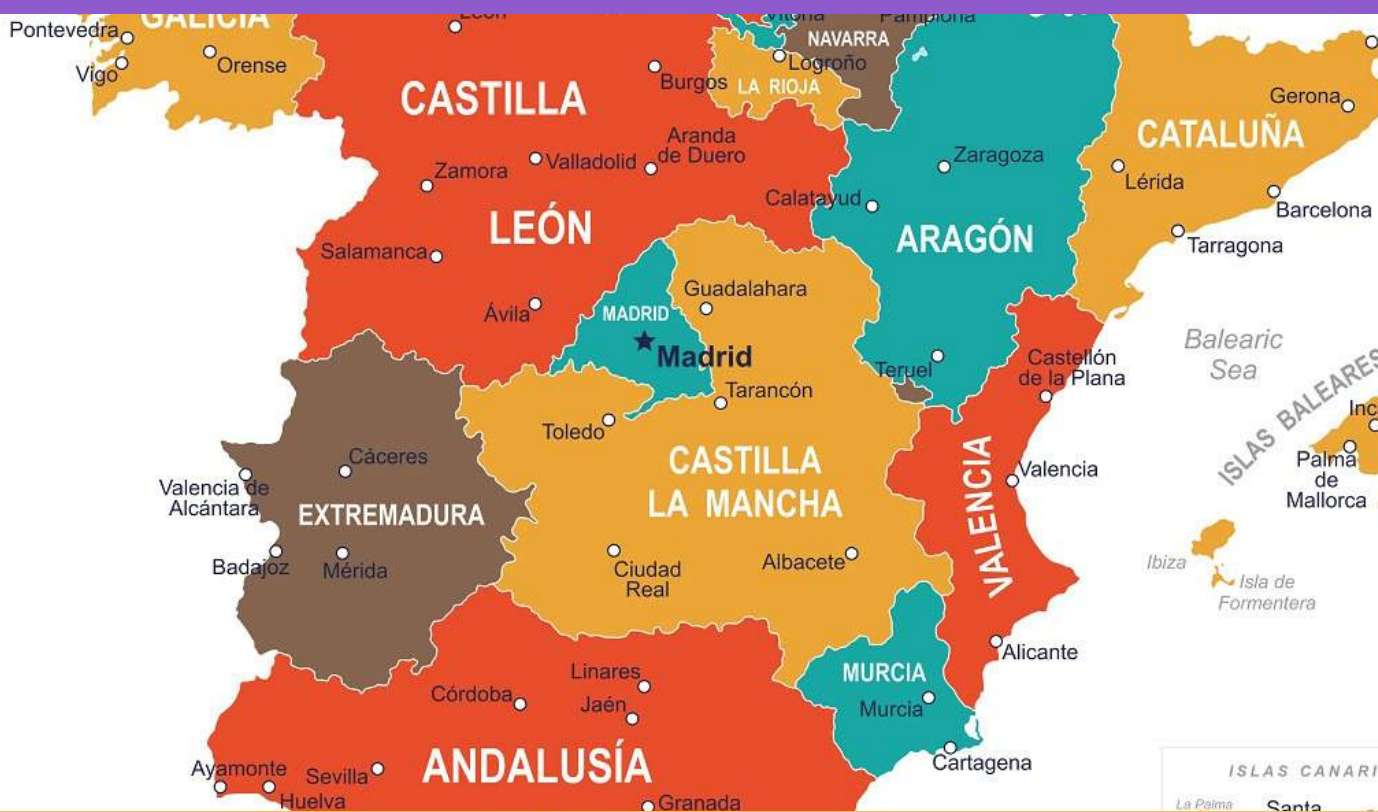 GALICIA
León
Vitoria
Pamplona
Pontevedra
Vigo
Orense
NAVARRA
Logroño
LA RIOJA
Burgos
CASTILLA
Gerona
CATALUÑA
Aranda
de Duero
Valladolid
Zamora
Zaragoza
Lérida
Calatayud
Barcelona
LEÓN
ARAGÓN
Tarragona
Salamanca
Guadalahara
Ávila
MADRID
Madrid
Balearic
Sea
Castellón
de la Plana
Teruel
Tarancón
ISLAS BALEARES
Inc
Toledo
Palma
de
Mallorca
Cáceres
CASTILLA
LA MANCHA
VALENCIA
Valencia
Valencia de
Alcántara
EXTREMADURA
Badajoz
Mérida
Ciudad
Real
Albacete
Ibiza
Isla de
Formentera
Alicante
Linares
MURCIA
Córdoba
Jaén
Murcia
ANDALUSÍA
Cartagena
Ayamonte
Sevilla
Huelva
Granada
ISLAS CANARI
La Palma
Santa